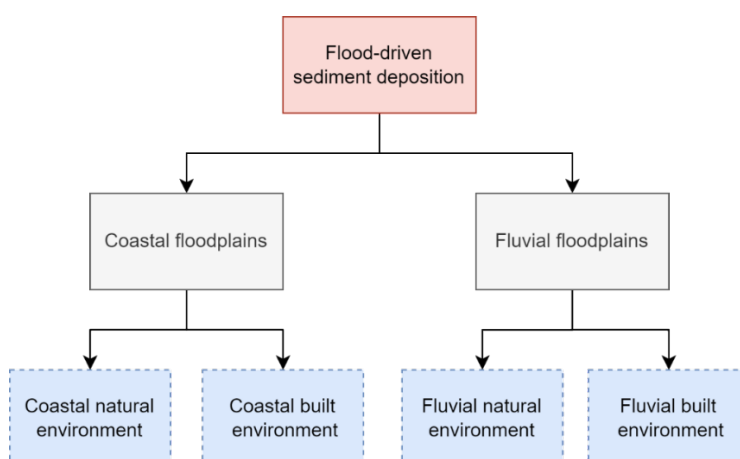 Flood-driven
sediment deposition
Coastal floodplains
Fluvial floodplains
Coastal natural
environment
Coastal built
environment
Fluvial natural
environment
Fluvial built
environment